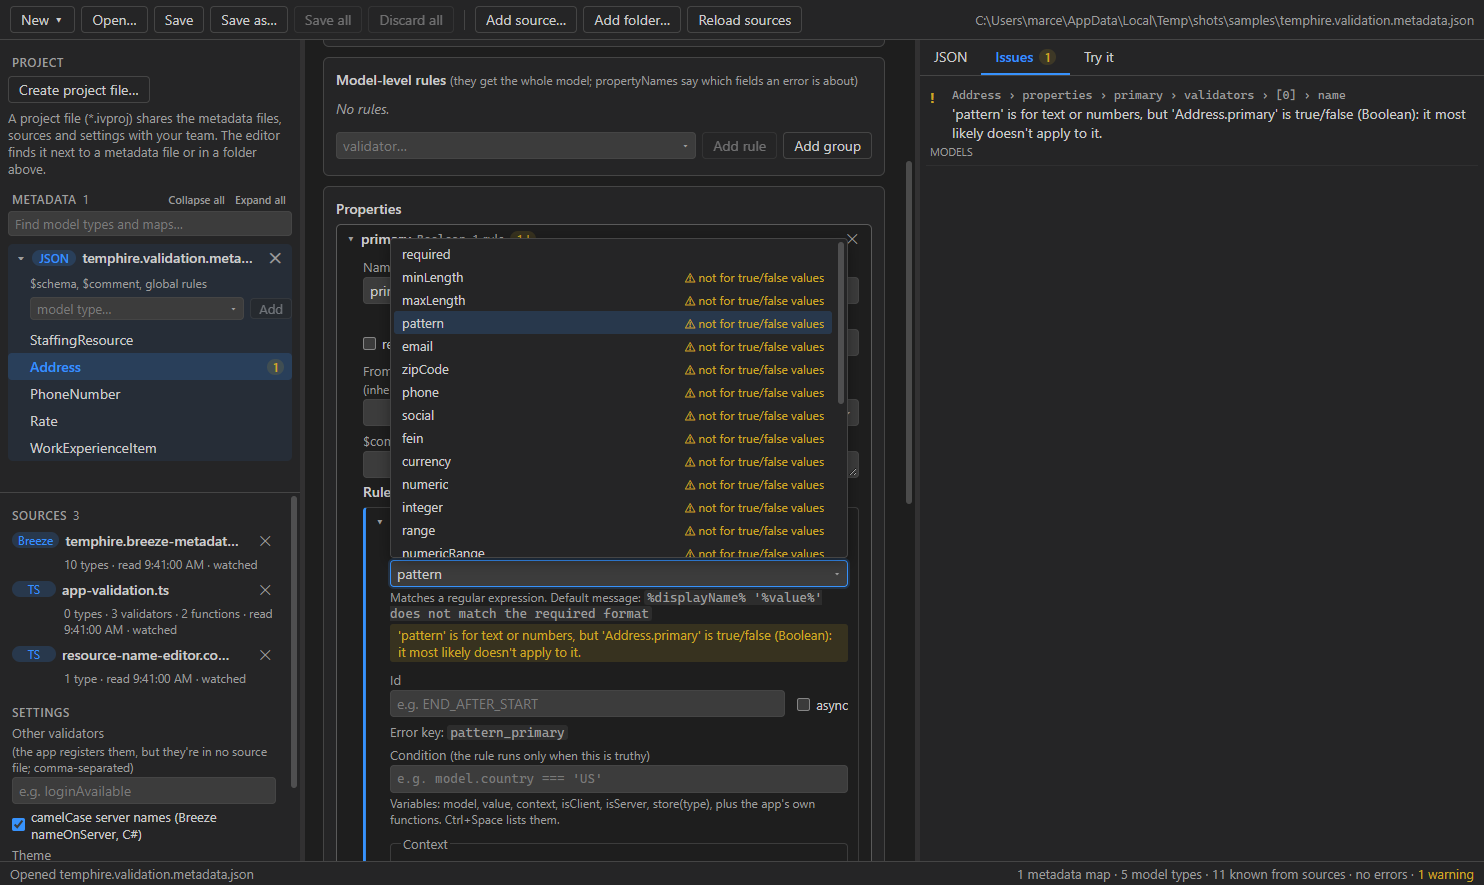 New ▾
Open...
Save
Save as...
Save all
Discard all
Add source...
Add folder...
Reload sources
C:\Users\marce\AppData\Local\Temp\shots\samples\temphire.validation.metadata.json
PROJECT
Create project file...
A project file (*.ivproj) shares the metadata files,
sources and settings with your team. The editor
finds it next to a metadata file or in a folder
above.
METADATA 1
Collapse all
Expand all
Find model types and maps...
JSON temphire.validation.meta...
$schema, $comment, global rules
model type...
Add
StaffingResource
Address 1
PhoneNumber
Rate
WorkExperienceItem
SOURCES 3
Breeze temphire.breeze-metadat...
10 types · read 9:41:00 AM · watched
TS app-validation.ts
0 types · 3 validators · 2 functions · read
9:41:00 AM · watched
TS resource-name-editor.co...
1 type · read 9:41:00 AM · watched
SETTINGS
Other validators
(the app registers them, but they're in no source
file; comma-separated)
e.g. loginAvailable
camelCase server names (Breeze
nameOnServer, C#)
Theme
Model-level rules (they get the whole model; propertyNames say which fields an error is about)
No rules.
validator...
Add rule
Add group
Properties
required
minLength ⚠ not for true/false values
maxLength ⚠ not for true/false values
pattern ⚠ not for true/false values
email ⚠ not for true/false values
zipCode ⚠ not for true/false values
phone ⚠ not for true/false values
social ⚠ not for true/false values
fein ⚠ not for true/false values
currency ⚠ not for true/false values
numeric ⚠ not for true/false values
integer ⚠ not for true/false values
range ⚠ not for true/false values
numericRange ⚠ not for true/false values
pattern
Matches a regular expression. Default message: %displayName% '%value%'
does not match the required format
'pattern' is for text or numbers, but 'Address.primary' is true/false (Boolean):
it most likely doesn't apply to it.
Id
e.g. END_AFTER_START
async
Error key: pattern_primary
Condition (the rule runs only when this is truthy)
e.g. model.country === 'US'
Variables: model, value, context, isClient, isServer, store(type), plus the app's own
functions. Ctrl+Space lists them.
Context
JSON
Issues 1
Try it
! Address › properties › primary › validators › [0] › name
'pattern' is for text or numbers, but 'Address.primary' is true/false (Boolean): it most
likely doesn't apply to it.
MODELS
Opened temphire.validation.metadata.json
1 metadata map · 5 model types · 11 known from sources · no errors · 1 warning